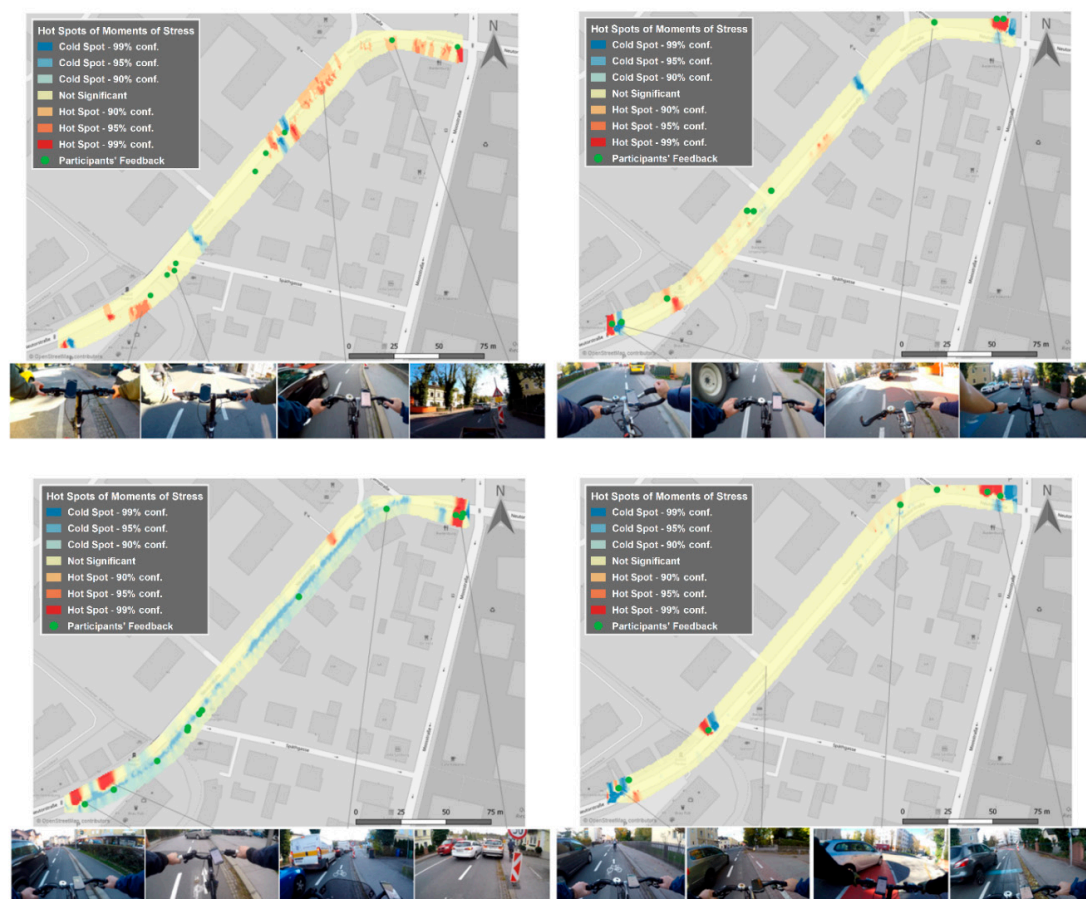 Hot Spots of Moments of Stress
Cold Spot - 99% conf.
Cold Spot - 95% conf.
Cold Spot - 90% conf.
Not Significant
Hot Spot - 90% conf.
Hot Spot - 95% conf.
Hot Spot - 99% conf.
Participants' Feedback
N
Spathgasse
0 25 50 75 m
© OpenStreetMap contributors
Hot Spots of Moments of Stress
Cold Spot - 99% conf.
Cold Spot - 95% conf.
Cold Spot - 90% conf.
Not Significant
Hot Spot - 90% conf.
Hot Spot - 95% conf.
Hot Spot - 99% conf.
Participants' Feedback
N
Spathgasse
0 25 50 75 m
© OpenStreetMap contributors
Hot Spots of Moments of Stress
Cold Spot - 99% conf.
Cold Spot - 95% conf.
Cold Spot - 90% conf.
Not Significant
Hot Spot - 90% conf.
Hot Spot - 95% conf.
Hot Spot - 99% conf.
Participants' Feedback
N
Spathgasse
0 25 50 75 m
© OpenStreetMap contributors
Hot Spots of Moments of Stress
Cold Spot - 99% conf.
Cold Spot - 95% conf.
Cold Spot - 90% conf.
Not Significant
Hot Spot - 90% conf.
Hot Spot - 95% conf.
Hot Spot - 99% conf.
Participants' Feedback
N
Spathgasse
0 25 50 75 m
© OpenStreetMap contributors